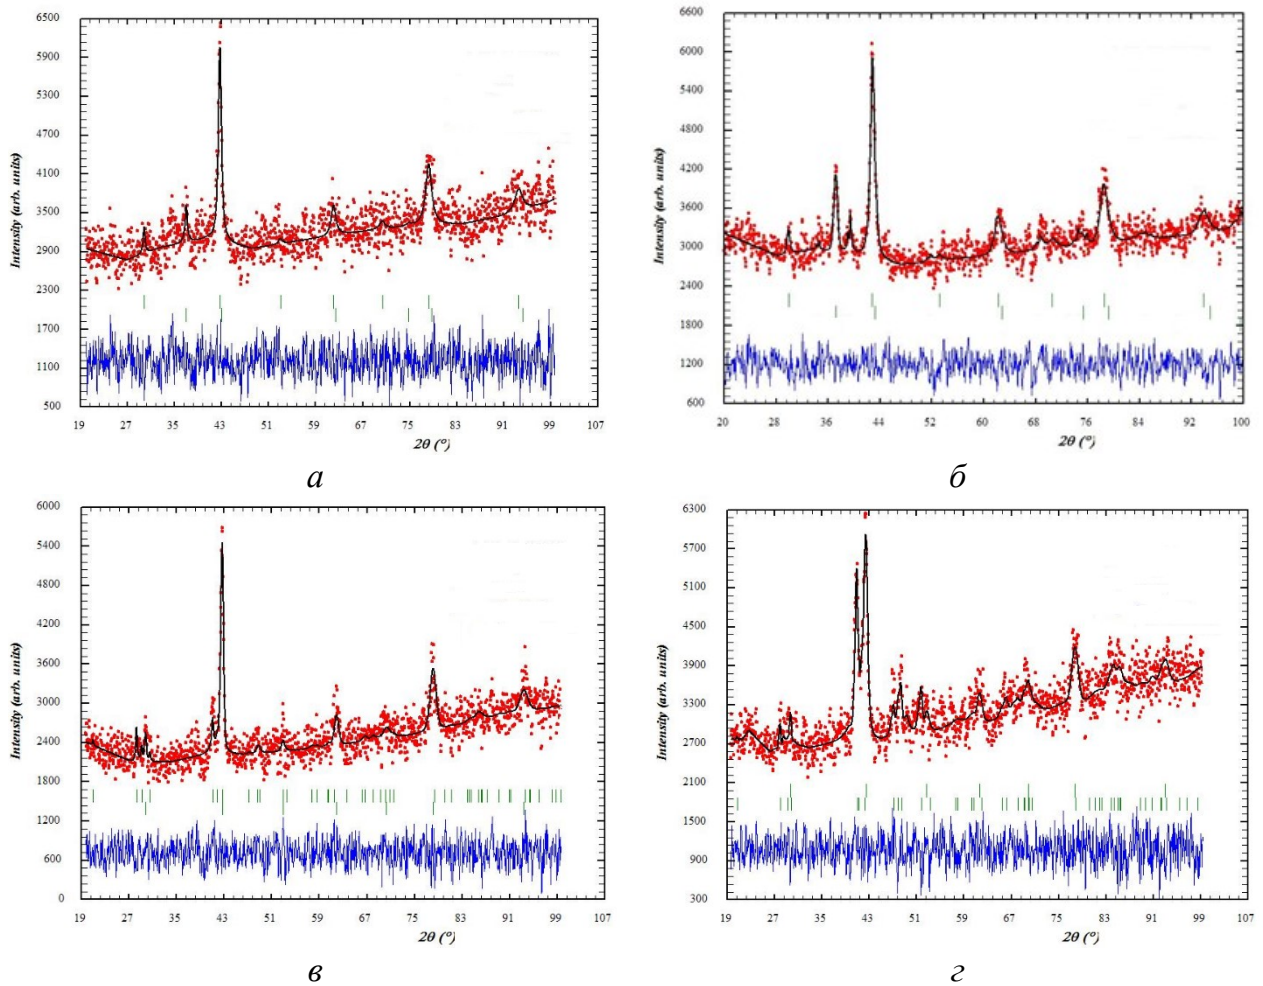 6500
5900
5300
4700
4100
3500
2900
2300
1700
1100
500
Intensity (arb. units)
19 27 35 43 51 59 67 75 83 91 99 107
2θ (°)
а
6600
6000
5400
4800
4200
3600
3000
2400
1800
1200
600
Intensity (arb. units)
20 28 36 44 52 60 68 76 84 92 100
2θ (°)
б
6000
5400
4800
4200
3600
3000
2400
1800
1200
600
0
Intensity (arb. units)
19 27 35 43 51 59 67 75 83 91 99 107
2θ (°)
в
6300
5700
5100
4500
3900
3300
2700
2100
1500
900
300
Intensity (arb. units)
19 27 35 43 51 59 67 75 83 91 99 107
2θ (°)
г